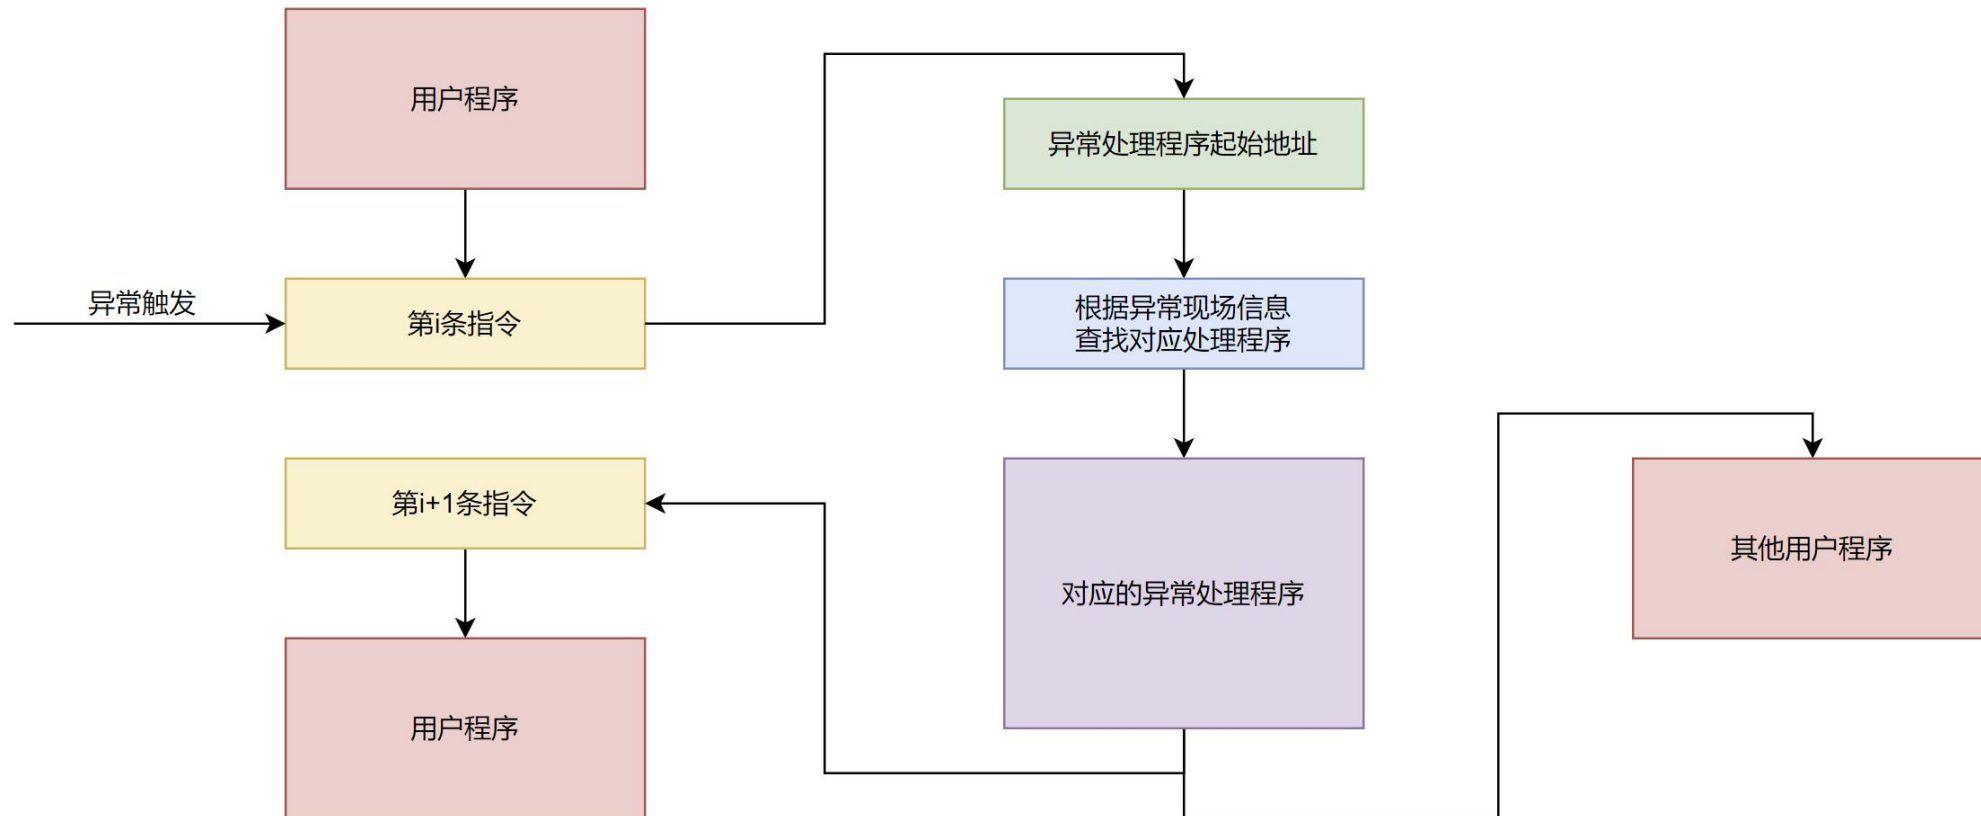 用户程序
异常处理程序起始地址
异常触发
第i条指令
根据异常现场信息
查找对应处理程序
第i+1条指令
对应的异常处理程序
其他用户程序
用户程序